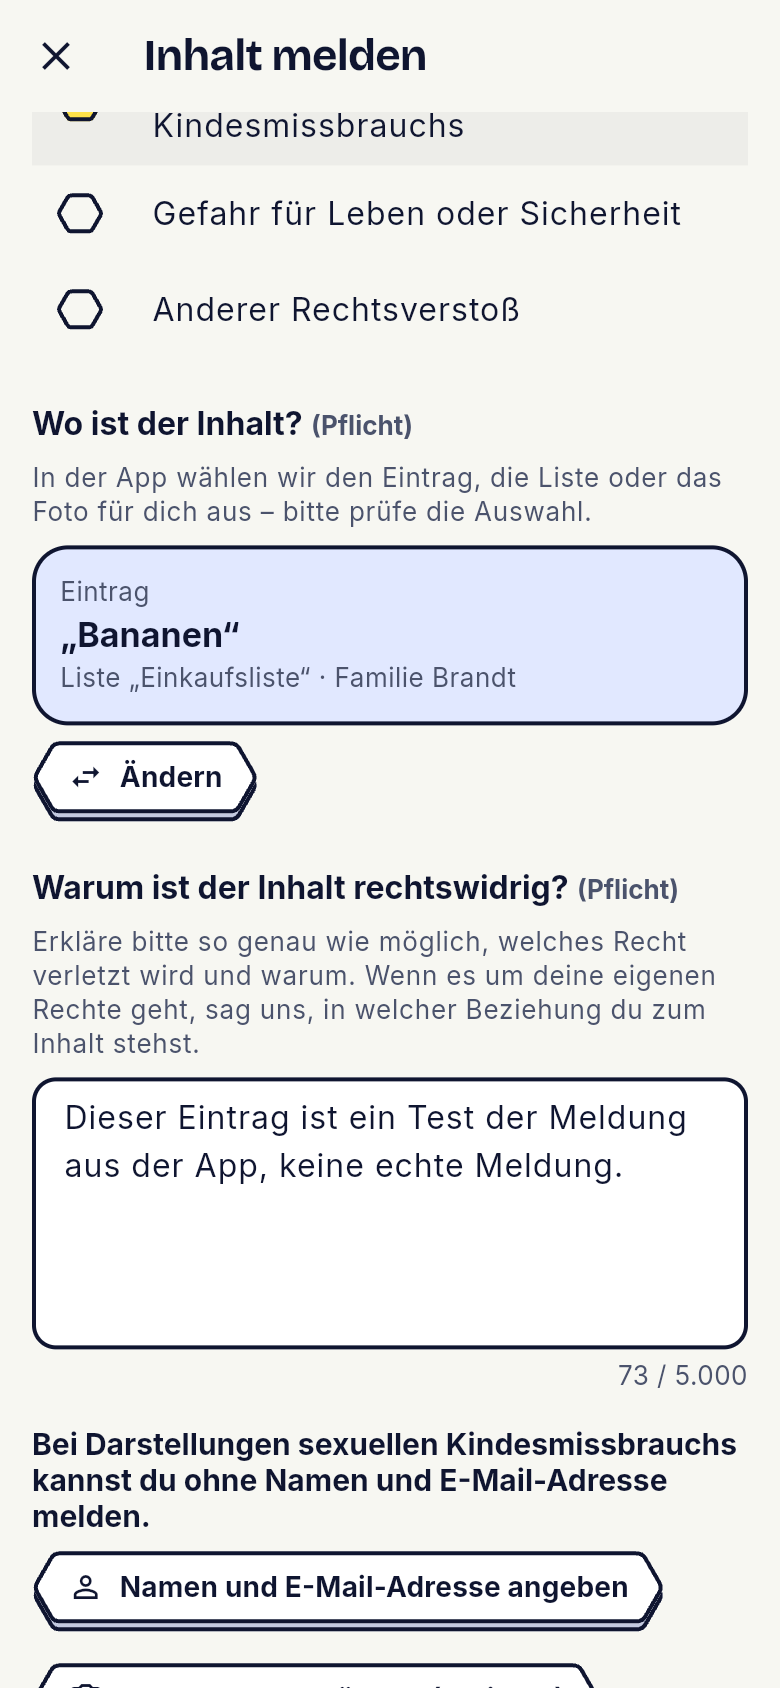 Inhalt melden
Kindesmissbrauchs
Gefahr für Leben oder Sicherheit
Anderer Rechtsverstoß
Wo ist der Inhalt? (Pflicht)
In der App wählen wir den Eintrag, die Liste oder das
Foto für dich aus – bitte prüfe die Auswahl.
Eintrag
„Bananen“
Liste „Einkaufsliste“ · Familie Brandt
Ändern
Warum ist der Inhalt rechtswidrig? (Pflicht)
Erkläre bitte so genau wie möglich, welches Recht
verletzt wird und warum. Wenn es um deine eigenen
Rechte geht, sag uns, in welcher Beziehung du zum
Inhalt stehst.
Dieser Eintrag ist ein Test der Meldung
aus der App, keine echte Meldung.
73 / 5.000
Bei Darstellungen sexuellen Kindesmissbrauchs
kannst du ohne Namen und E-Mail-Adresse
melden.
Namen und E-Mail-Adresse angeben